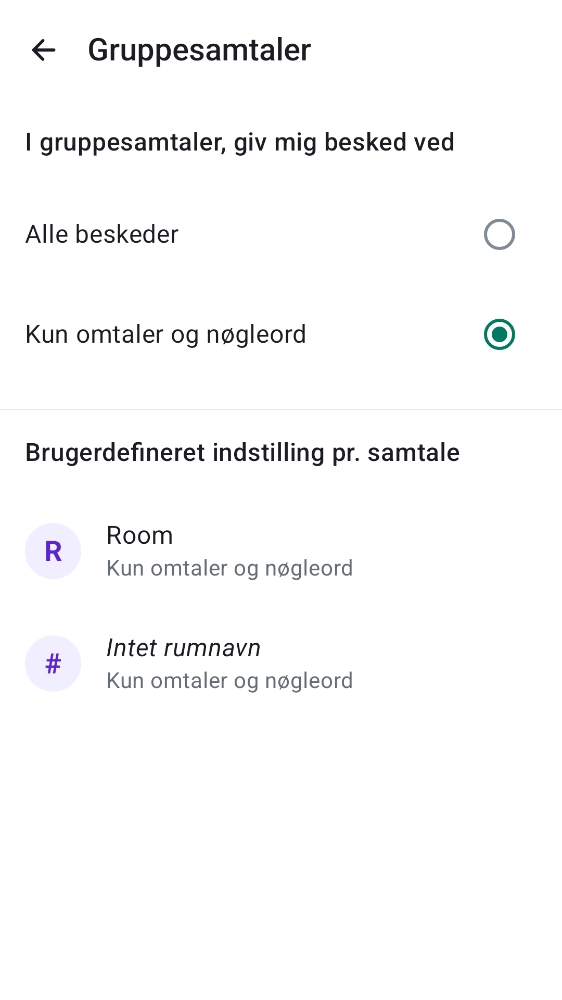 Gruppesamtaler
I gruppesamtaler, giv mig besked ved
Alle beskeder
Kun omtaler og nøgleord
Brugerdefineret indstilling pr. samtale
R
Room
Kun omtaler og nøgleord
#
Intet rumnavn
Kun omtaler og nøgleord